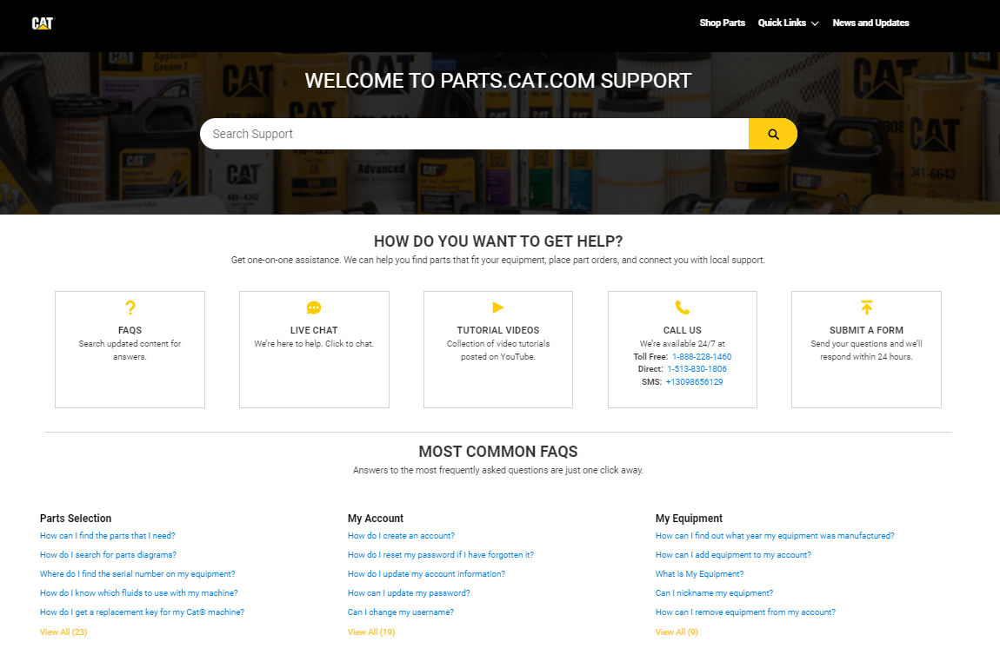 CAT
Shop Parts Quick Links News and Updates
Application
Grease 2
CAT
WELCOME TO PARTS.CAT.COM SUPPORT
Search Support
CAT
CAT
CAT
CAT
CAT
Advanced
341-6643
HOW DO YOU WANT TO GET HELP?
Get one-on-one assistance. We can help you find parts that fit your equipment, place part orders, and connect you with local support.
FAQS
Search updated content for
answers.
LIVE CHAT
We're here to help. Click to chat.
TUTORIAL VIDEOS
Collection of video tutorials
posted on YouTube.
CALL US
We're available 24/7 at
Toll Free: 1-888-228-1460
Direct: 1-513-830-1806
SMS: +13098656129
SUBMIT A FORM
Send your questions and we'll
respond within 24 hours.
MOST COMMON FAQS
Answers to the most frequently asked questions are just one click away.
Parts Selection
How can I find the parts that I need?
How do I search for parts diagrams?
Where do I find the serial number on my equipment?
How do I know which fluids to use with my machine?
How do I get a replacement key for my Cat® machine?
View All (23)
My Account
How do I create an account?
How do I reset my password if I have forgotten it?
How do I update my account information?
How can I update my password?
Can I change my username?
View All (19)
My Equipment
How can I find out what year my equipment was manufactured?
How can I add equipment to my account?
What is My Equipment?
Can I nickname my equipment?
How can I remove equipment from my account?
View All (9)